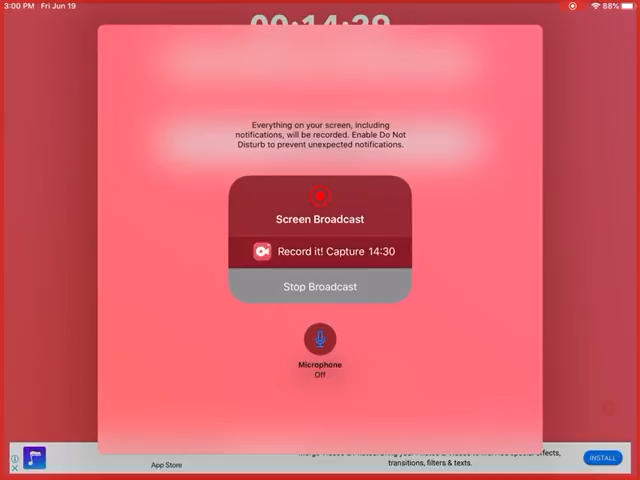 3:00 PM Fri Jun 19
88%
Everything on your screen, including
notifications, will be recorded. Enable Do Not
Disturb to prevent unexpected notifications.
Screen Broadcast
Record it! Capture 14:30
Stop Broadcast
Microphone
Off
App Store
transitions, filters & texts.
INSTALL